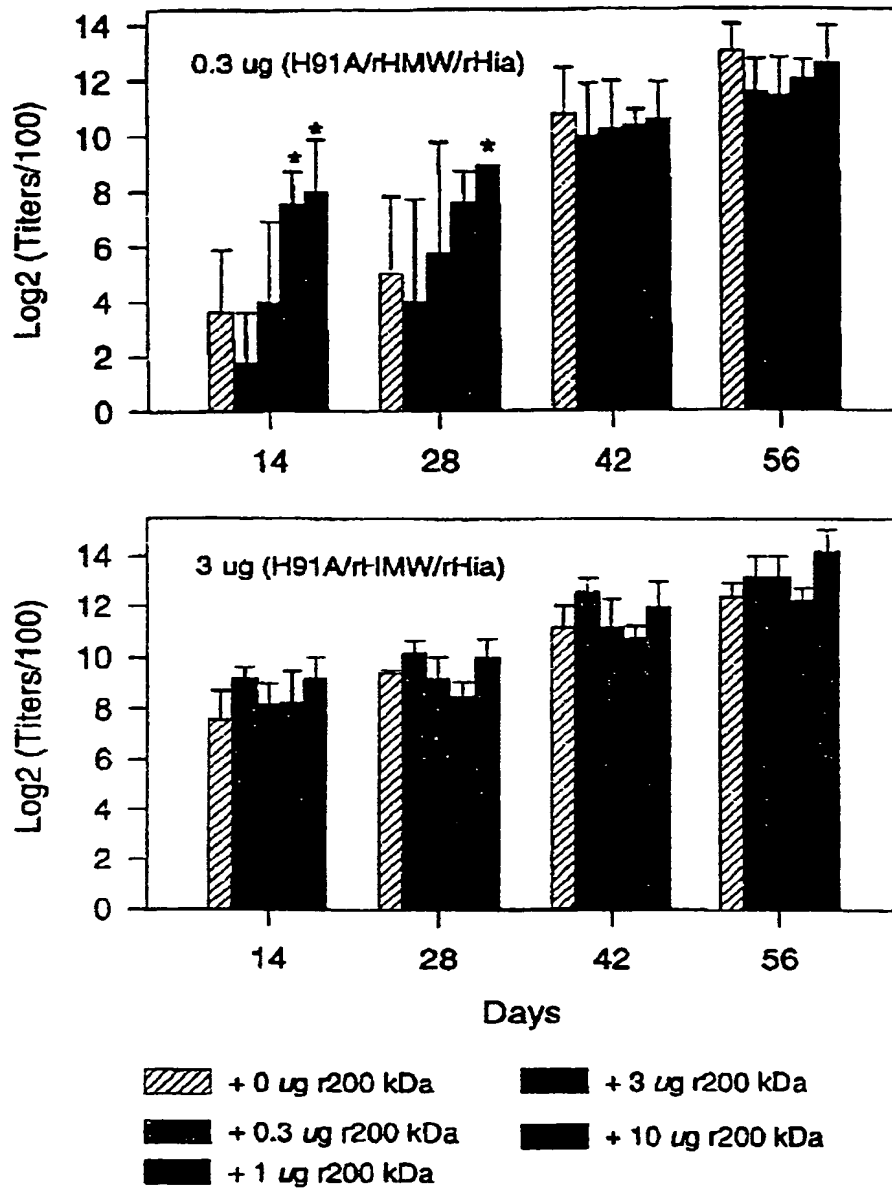 14
12
10
8
6
4
2
0
Log2 (Titers/100)
0.3 ug (H91A/rHMW/rHia)
* * *
14 28 42 56
14
12
10
8
6
4
2
0
Log2 (Titers/100)
3 ug (H91A/rHMW/rHia)
14 28 42 56
Days
+ 0 ug r200 kDa
+ 0.3 ug r200 kDa
+ 1 ug r200 kDa
+ 3 ug r200 kDa
+ 10 ug r200 kDa